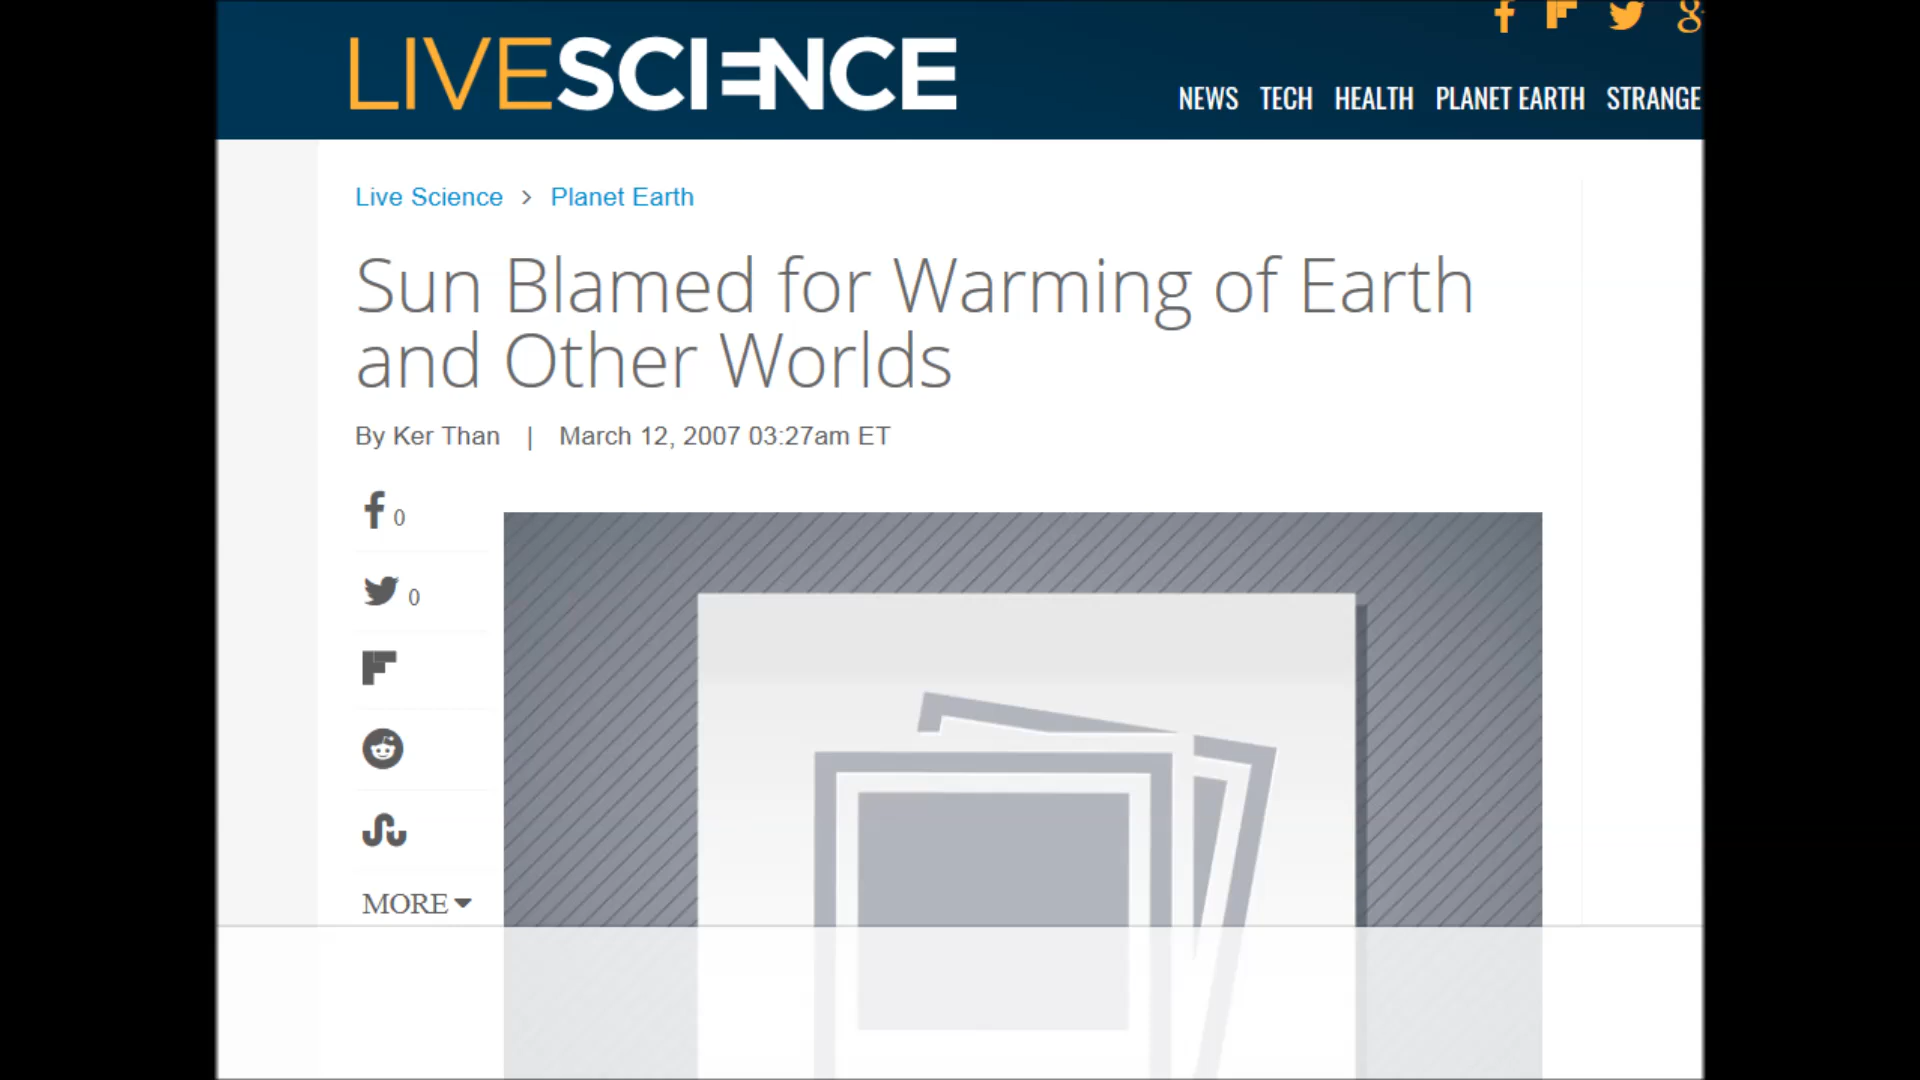 LIVESCIENCE
NEWS TECH HEALTH PLANET EARTH STRANGE
Live Science > Planet Earth
Sun Blamed for Warming of Earth
and Other Worlds
By Ker Than | March 12, 2007 03:27am ET
0
0
MORE